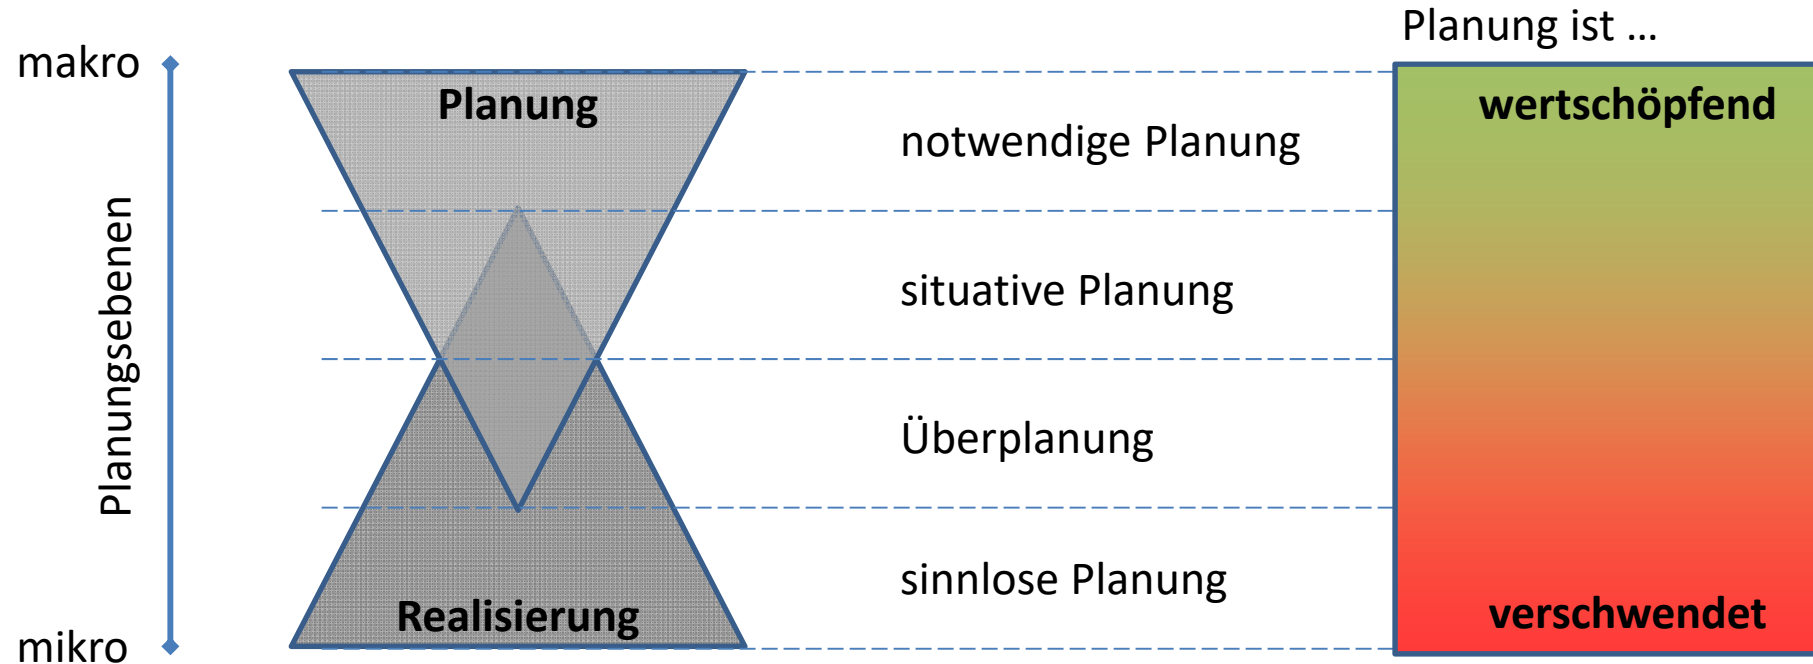 Planung ist ...
makro
Planung
wertschöpfend
notwendige Planung
Planungsebenen
situative Planung
Überplanung
sinnlose Planung
Realisierung
verschwendet
mikro